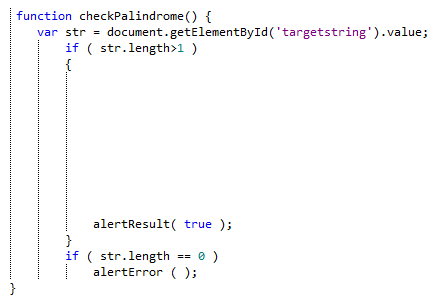 function checkPalindrome() {
var str = document.getElementById('targetstring').value;
if ( str.length>1 )
{
alertResult( true );
}
if ( str.length == 0 )
alertError ( );
}